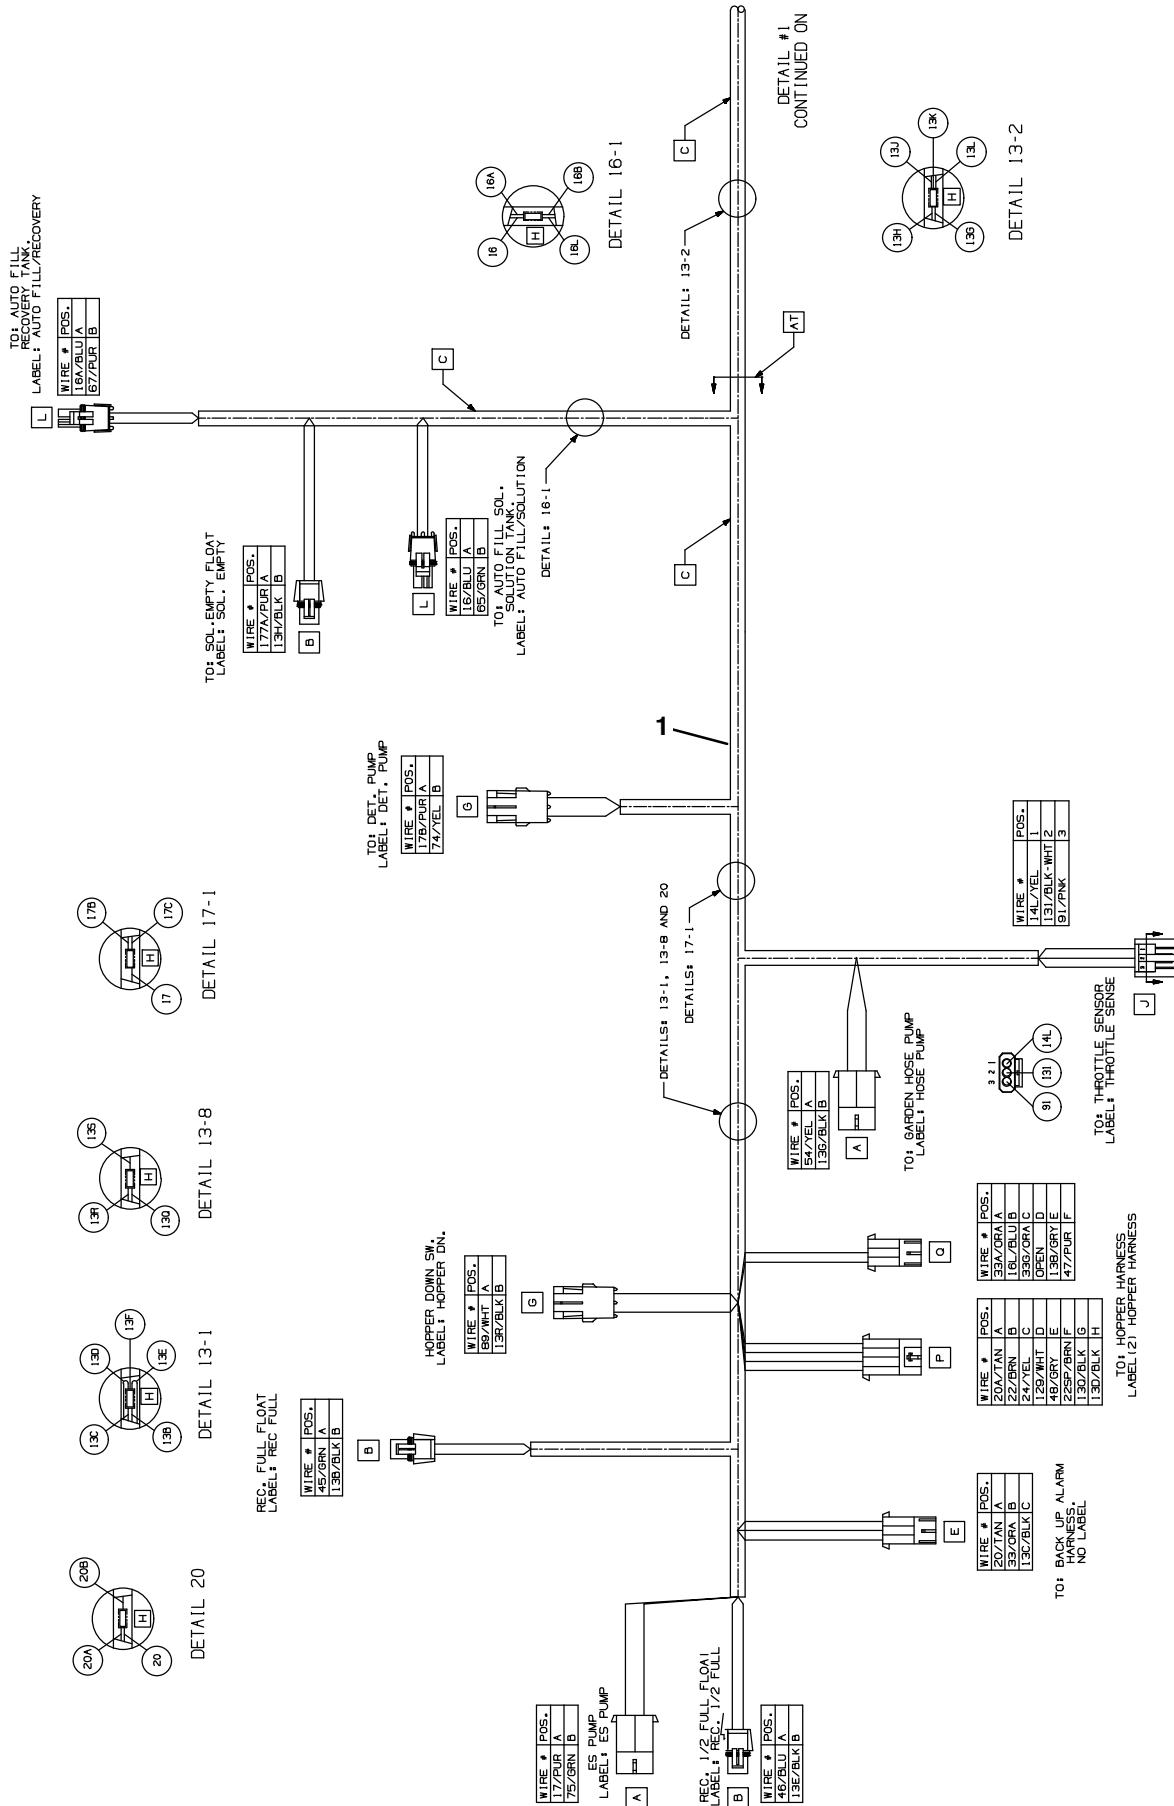 TO: AUTO FILL
RECOVERY TANK.
LABEL: AUTO FILL/RECOVERY
WIRE # POS.
16A/BLU A
67/PUR B
L
TO: SOL.EMPTY FLOAT
LABEL: SOL. EMPTY
WIRE # POS.
177A/PUR A
13H/BLK B
B
C
L
WIRE # POS.
16/BLU A
65/GRN B
TO: AUTO FILL SOL.
SOLUTION TANK.
LABEL: AUTO FILL/SOLUTION
DETAIL: 16-1
16A
16B
16
16L
H
DETAIL 16-1
C
DETAIL #1
CONTINUED ON
DETAIL: 13-2
13J
13K
13L
13H
13G
H
DETAIL 13-2
AT
C
1
TO: DET. PUMP
LABEL: DET. PUMP
WIRE # POS.
17B/PUR A
74/YEL B
G
17B
17C
17
H
DETAIL 17-1
13S
13R
13Q
H
DETAIL 13-8
13D
13F
13E
13C
13B
H
DETAIL 13-1
20B
20A
20
H
DETAIL 20
DETAILS: 13-1, 13-8 AND 20
DETAILS: 17-1
HOPPER DOWN SW.
LABEL: HOPPER DN.
WIRE # POS.
89/WHT A
13R/BLK B
G
REC. FULL FLOAT
LABEL: REC FULL
WIRE # POS.
45/GRN A
13B/BLK B
B
WIRE # POS.
17/PUR A
75/GRN B
ES PUMP
LABEL: ES PUMP
A
REC. 1/2 FULL FLOAT
LABEL: REC. 1/2 FULL
B
WIRE # POS.
46/BLU A
13E/BLK B
E
WIRE # POS.
20/TAN A
33/ORA B
13C/BLK C
TO: BACK UP ALARM
HARNESS.
NO LABEL
P
WIRE # POS.
20A/TAN A
22/BRN B
24/YEL C
129/WHT D
48/GRY E
22SP/BRN F
13Q/BLK G
13D/BLK H
Q
WIRE # POS.
33A/ORA A
16L/BLU B
33G/ORA C
OPEN D
138/GRY E
47/PUR F
TO: HOPPER HARNESS
LABEL (2) HOPPER HARNESS
WIRE # POS.
54/YEL A
13G/BLK B
A
TO: GARDEN HOSE PUMP
LABEL: HOSE PUMP
WIRE # POS.
14L/YEL 1
131/BLK-WHT 2
91/PNK 3
3 2 1
14L
131
91
TO: THROTTLE SENSOR
LABEL: THROTTLE SENSE
3 2 1
J